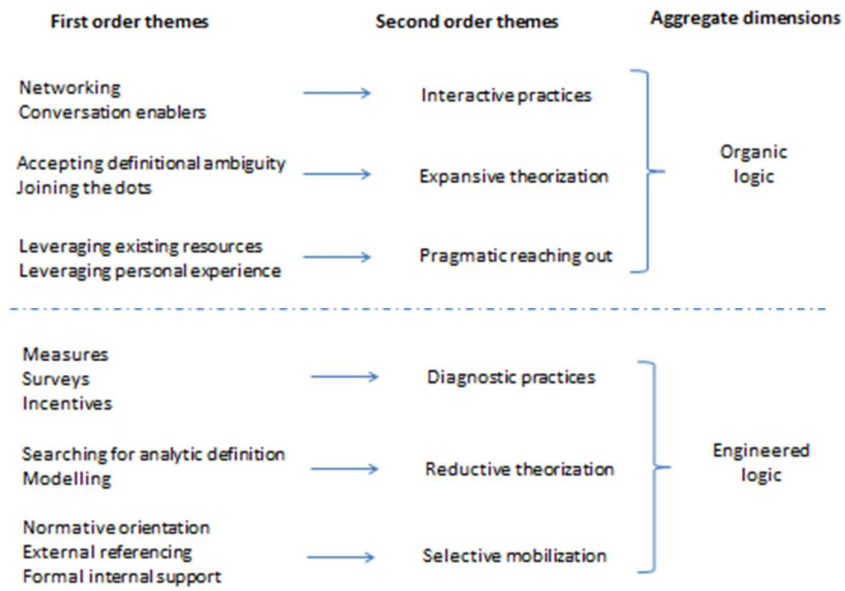 First order themes
Second order themes
Aggregate dimensions
Networking
Conversation enablers
Interactive practices
Accepting definitional ambiguity
Joining the dots
Expansive theorization
Organic
logic
Leveraging existing resources
Leveraging personal experience
Pragmatic reaching out
Measures
Surveys
Incentives
Diagnostic practices
Searching for analytic definition
Modelling
Reductive theorization
Engineered
logic
Normative orientation
External referencing
Formal internal support
Selective mobilization